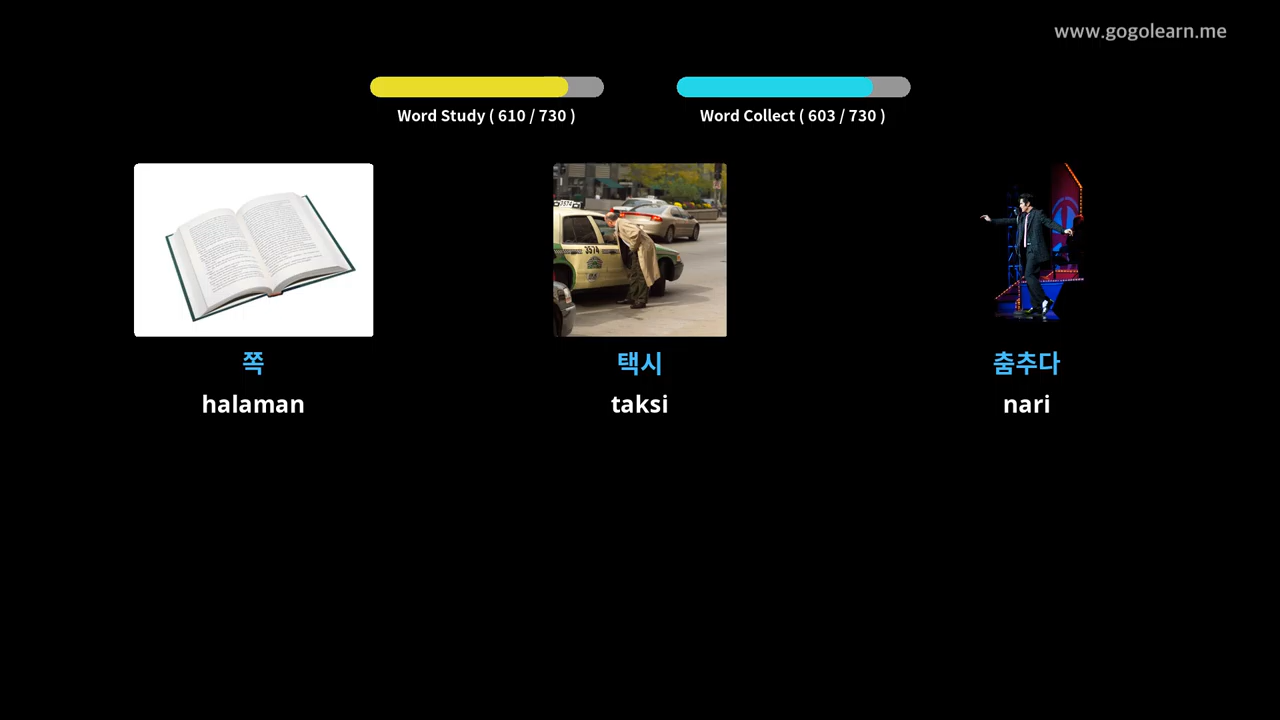 www.gogolearn.me
Word Study ( 610 / 730 )
Word Collect ( 603 / 730 )
3574
쪽
택시
춤추다
halaman
taksi
nari